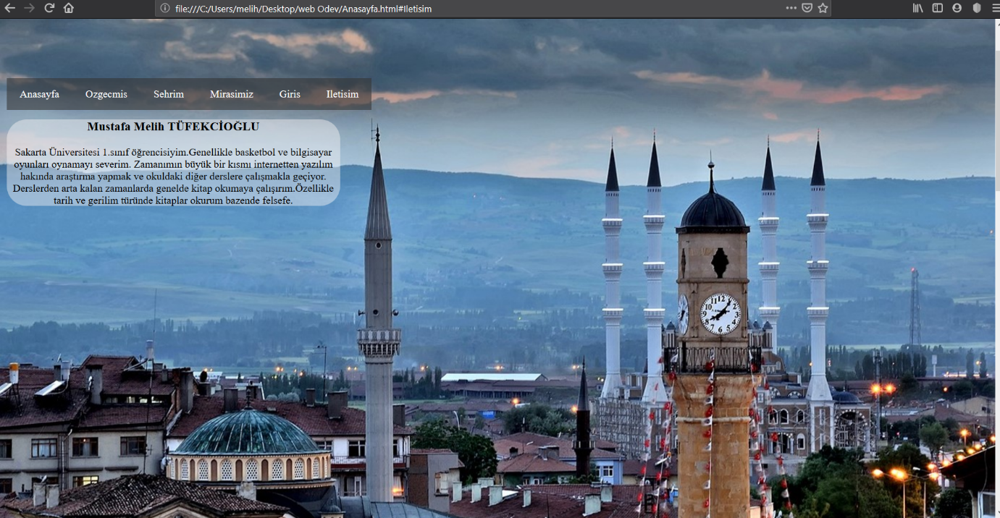 file:///C:/Users/melih/Desktop/web Odev/Anasayfa.html#Iletisim
Anasayfa Ozgecmis Sehrim Mirasimiz Giris Iletisim
Mustafa Melih TÜFEKCİOĞLU
Sakarta Üniversitesi 1.sınıf öğrencisiyim.Genellikle basketbol ve bilgisayar
oyunları oynamayı severim. Zamanımın büyük bir kısmı internetten yazılım
hakında araştırma yapmak ve okuldaki diğer derslere çalışmakla geçiyor.
Derslerden arta kalan zamanlarda genelde kitap okumaya çalışırım.Özellikle
tarih ve gerilim türünde kitaplar okurum bazende felsefe.